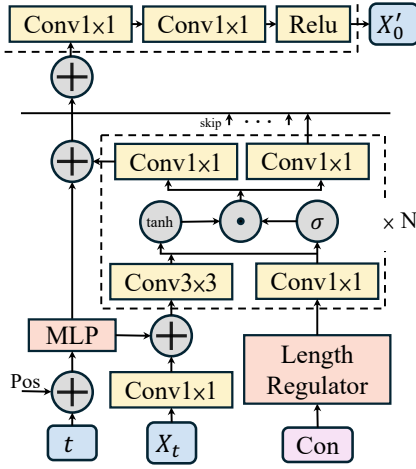 Conv1×1 Conv1×1 Relu X′₀
skip . . .
Conv1×1 Conv1×1
tanh σ × N
Conv3×3 Conv1×1
MLP Length
Regulator
Pos Conv1×1
t Xₜ Con